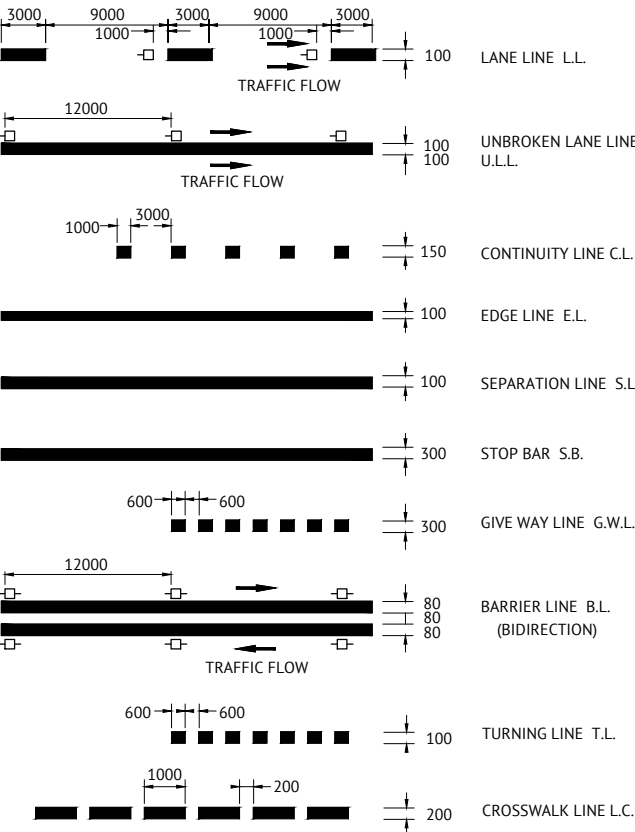 3000 9000 3000 9000 3000
1000 1000
100 LANE LINE L.L.
TRAFFIC FLOW
12000
100 UNBROKEN LANE LINE
100 U.L.L.
TRAFFIC FLOW
1000 3000
150 CONTINUITY LINE C.L.
100 EDGE LINE E.L.
100 SEPARATION LINE S.L
300 STOP BAR S.B.
600 600
300 GIVE WAY LINE G.W.L.
12000
80 BARRIER LINE B.L.
80
80 (BIDIRECTION)
TRAFFIC FLOW
600 600
100 TURNING LINE T.L.
1000 200
200 CROSSWALK LINE L.C.